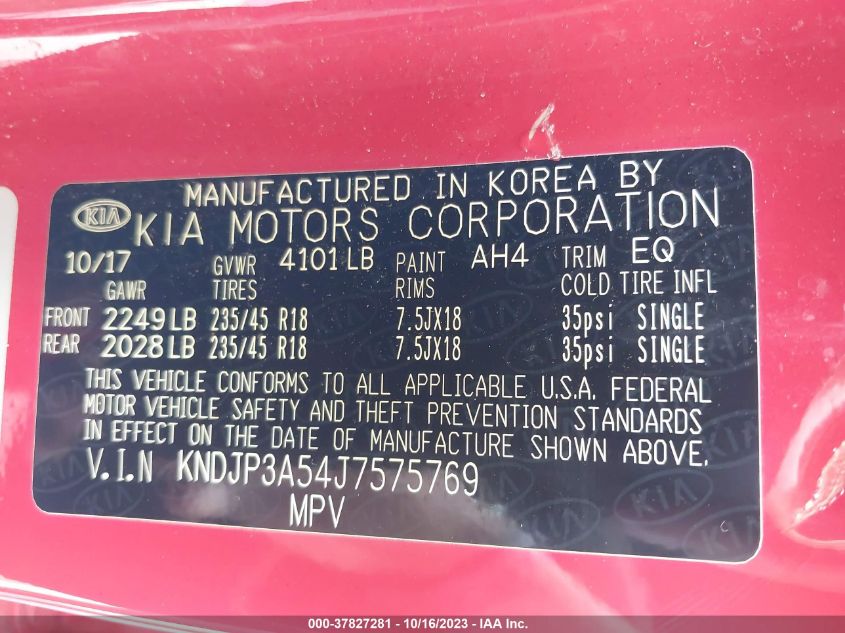 MANUFACTURED IN KOREA BY
KIA KIA MOTORS CORPORATION
10/17 GVWR 4101 LB PAINT AH4 TRIM EQ
GAWR TIRES RIMS COLD TIRE INFL
FRONT 2249 LB 235/45 R18 7.5JX18 35psi SINGLE
REAR 2028 LB 235/45 R18 7.5JX18 35psi SINGLE
THIS VEHICLE CONFORMS TO ALL APPLICABLE U.S.A. FEDERAL
MOTOR VEHICLE SAFETY AND THEFT PREVENTION STANDARDS
IN EFFECT ON THE DATE OF MANUFACTURE SHOWN ABOVE.
V.I.N KNDJP3A54J7575769
MPV
000-37827281 - 10/16/2023 - IAA Inc.